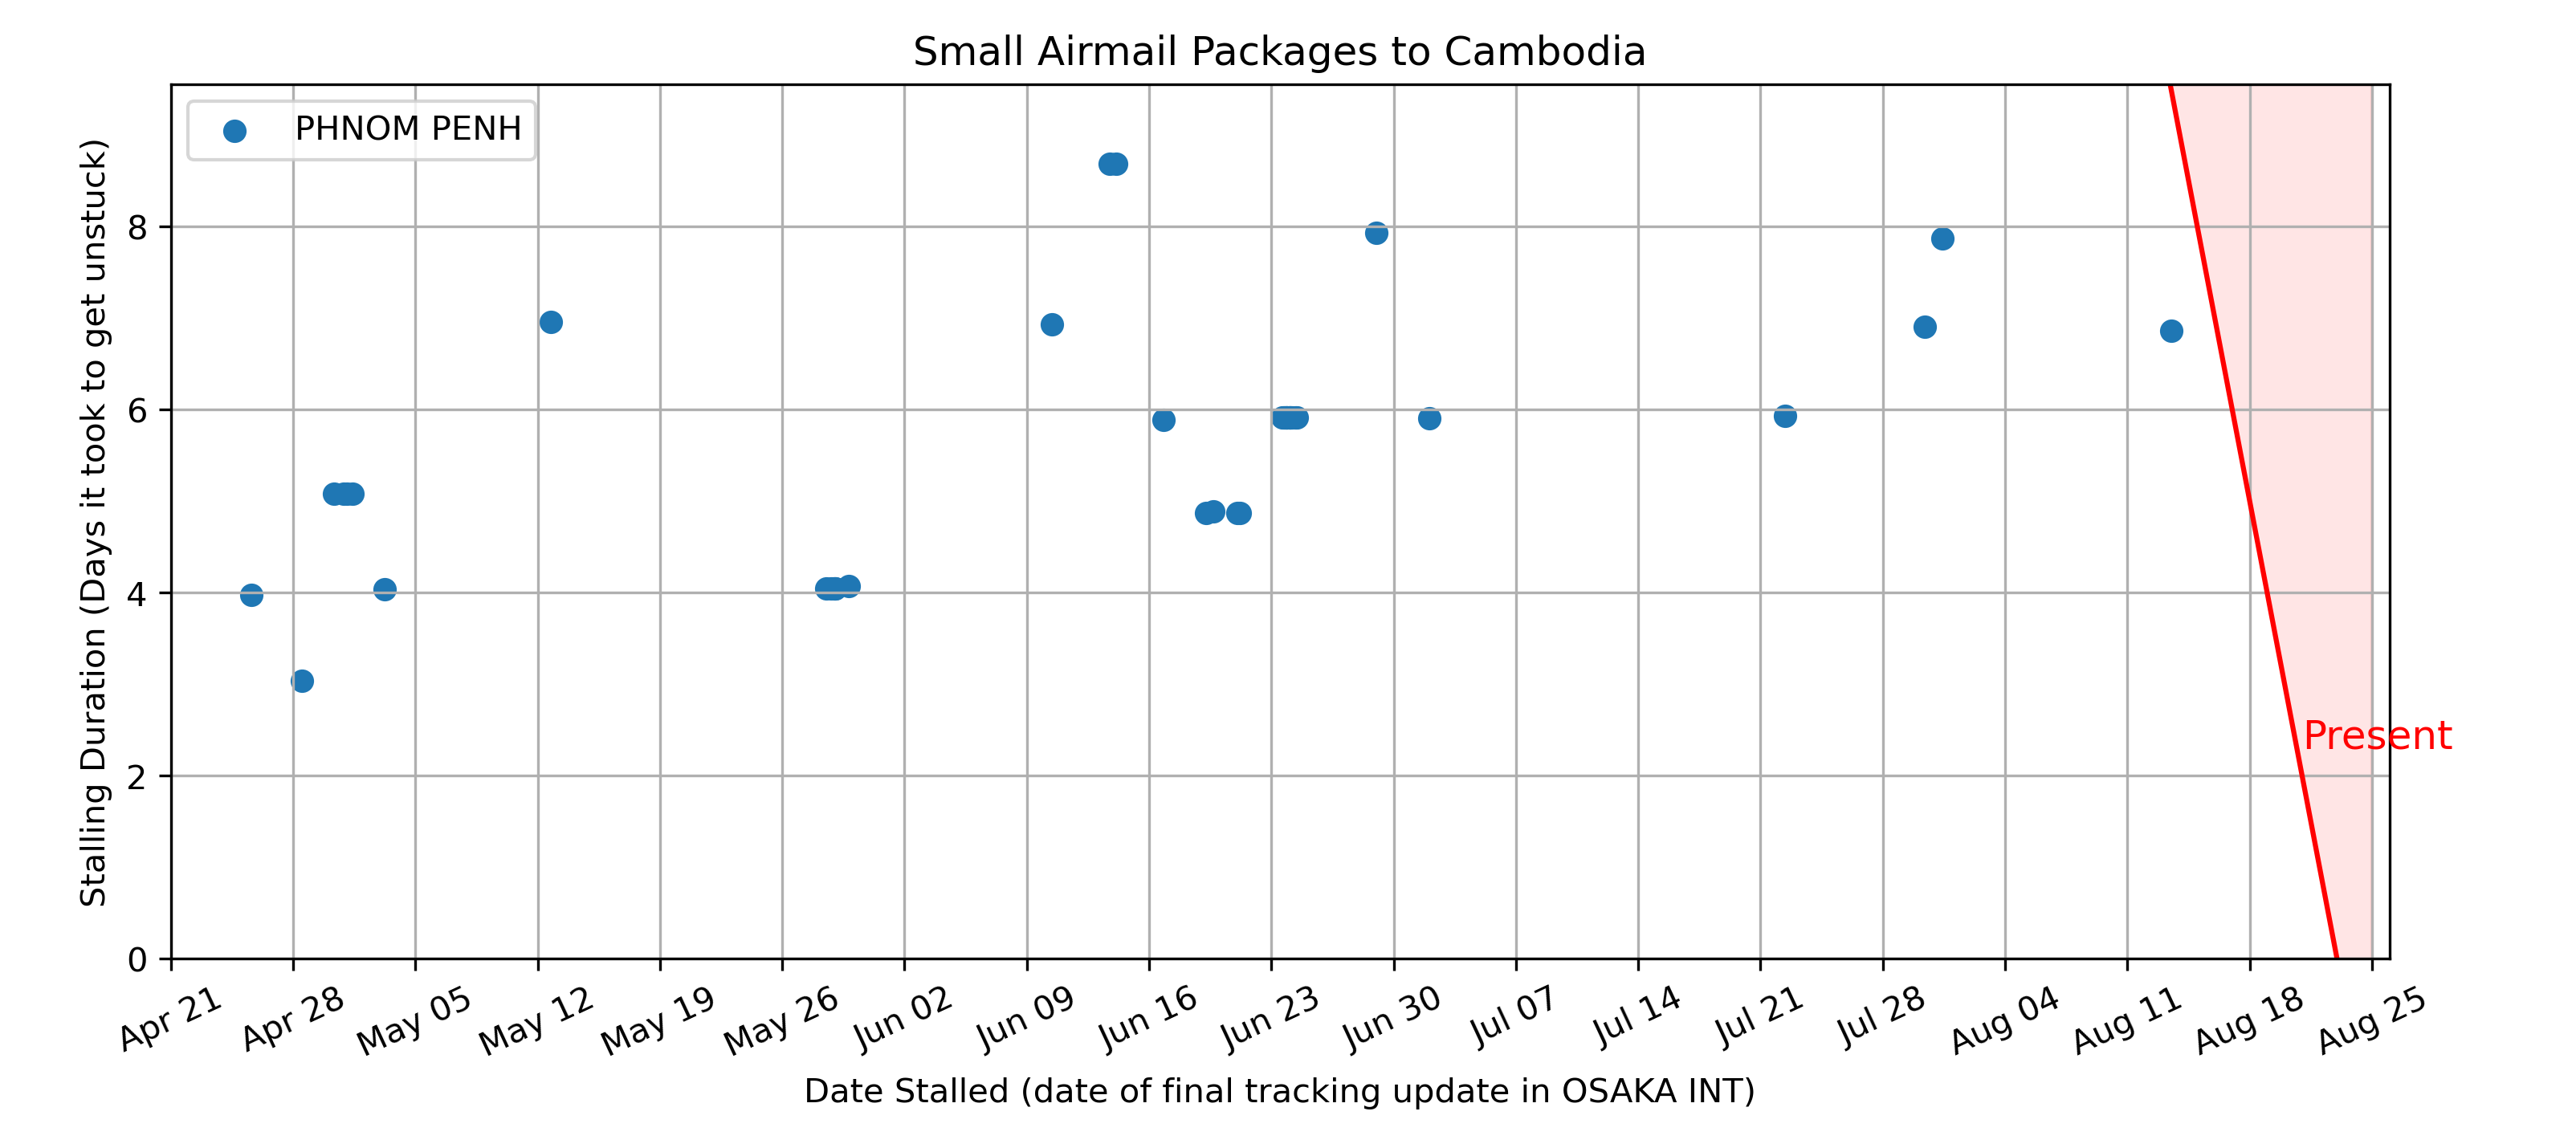 Small Airmail Packages to Cambodia
PHNOM PENH
Stalling Duration (Days it took to get unstuck)
8
6
4
2
0
Present
Apr 21
Apr 28
May 05
May 12
May 19
May 26
Jun 02
Jun 09
Jun 16
Jun 23
Jun 30
Jul 07
Jul 14
Jul 21
Jul 28
Aug 04
Aug 11
Aug 18
Aug 25
Date Stalled (date of final tracking update in OSAKA INT)